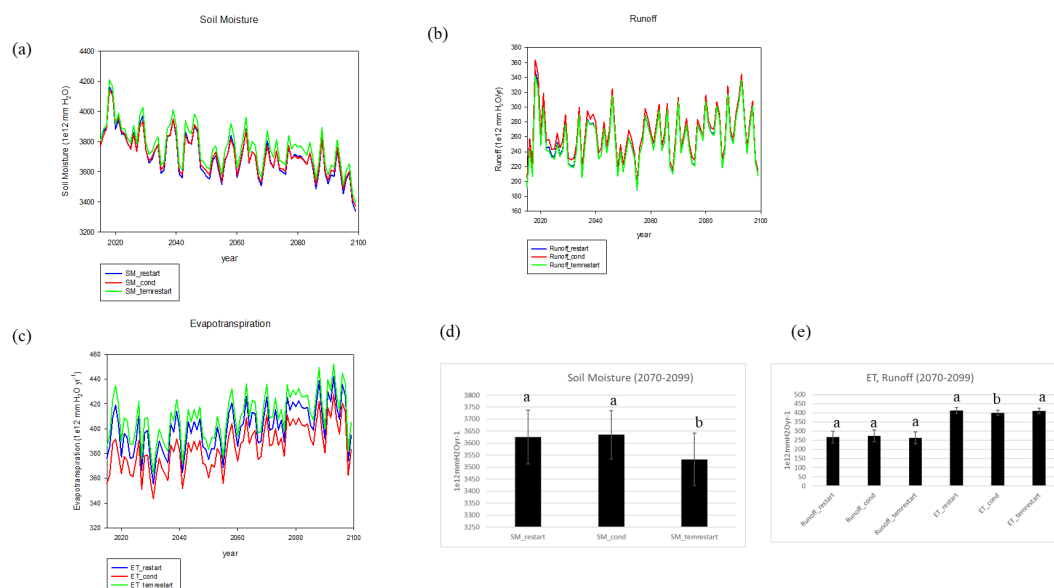 (a)
Soil Moisture
Soil Moisture (1e12 mm H2O)
4400
4200
4000
3800
3600
3400
3200
2020 2040 2060 2080 2100
year
SM_restart
SM_cond
SM_temrestart
(b)
Runoff
Runoff (1e12 mm H2O/yr)
380
360
340
320
300
280
260
240
220
200
180
160
2020 2040 2060 2080 2100
year
Runoff_restart
Runoff_cond
Runoff_temrestart
(c)
Evapotranspiration
Evapotranspiration (1e12 mm H2O yr-1)
460
440
420
400
380
360
340
320
2020 2040 2060 2080 2100
year
ET_restart
ET_cond
ET_temrestart
(d)
Soil Moisture (2070-2099)
1e12mmH2Oyr-1
3800
3750
3700
3650
3600
3550
3500
3450
3400
3350
3300
3250
a a b
SM_restart SM_cond SM_temrestart
(e)
ET, Runoff (2070-2099)
1e12mmH2Oyr-1
500
450
400
350
300
250
200
150
100
50
0
a a a a b a
Runoff_restart Runoff_cond Runoff_temrestart ET_restart ET_cond ET_temrestart